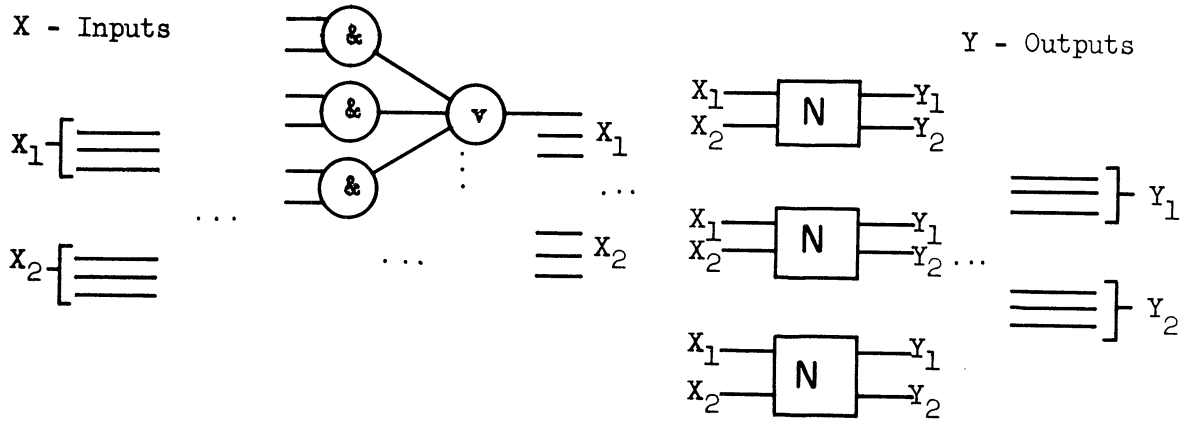 X - Inputs
Y - Outputs
X1
X2
...
&
&
&
v
...
...
X1
...
X2
X1 N Y1
X2 Y2
X1 N Y1
X2 Y2 ...
X1 N Y1
X2 Y2
Y1
Y2